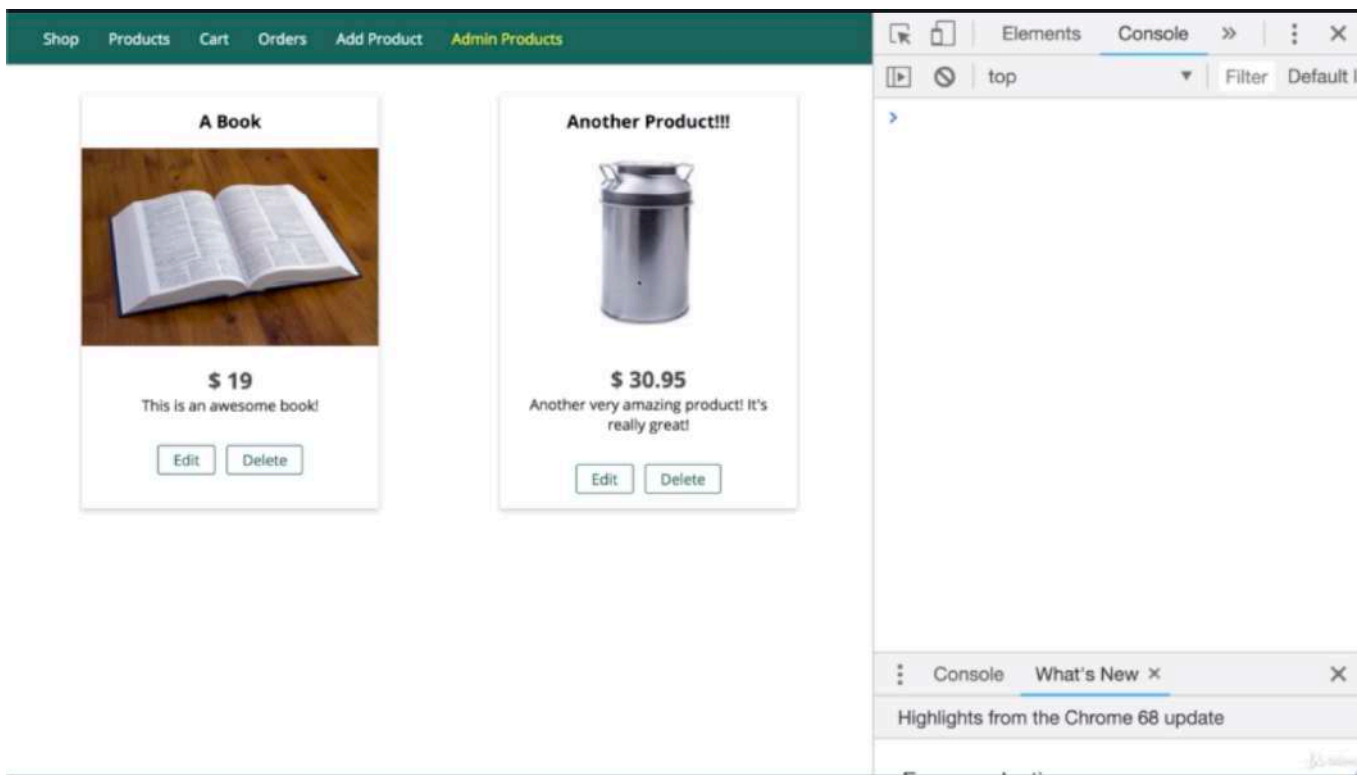 Shop Products Cart Orders Add Product Admin Products
Elements Console »
top Filter Default
A Book
$ 19
This is an awesome book!
Edit Delete
Another Product!!!
$ 30.95
Another very amazing product! It's
really great!
Edit Delete
Console What's New
Highlights from the Chrome 68 update